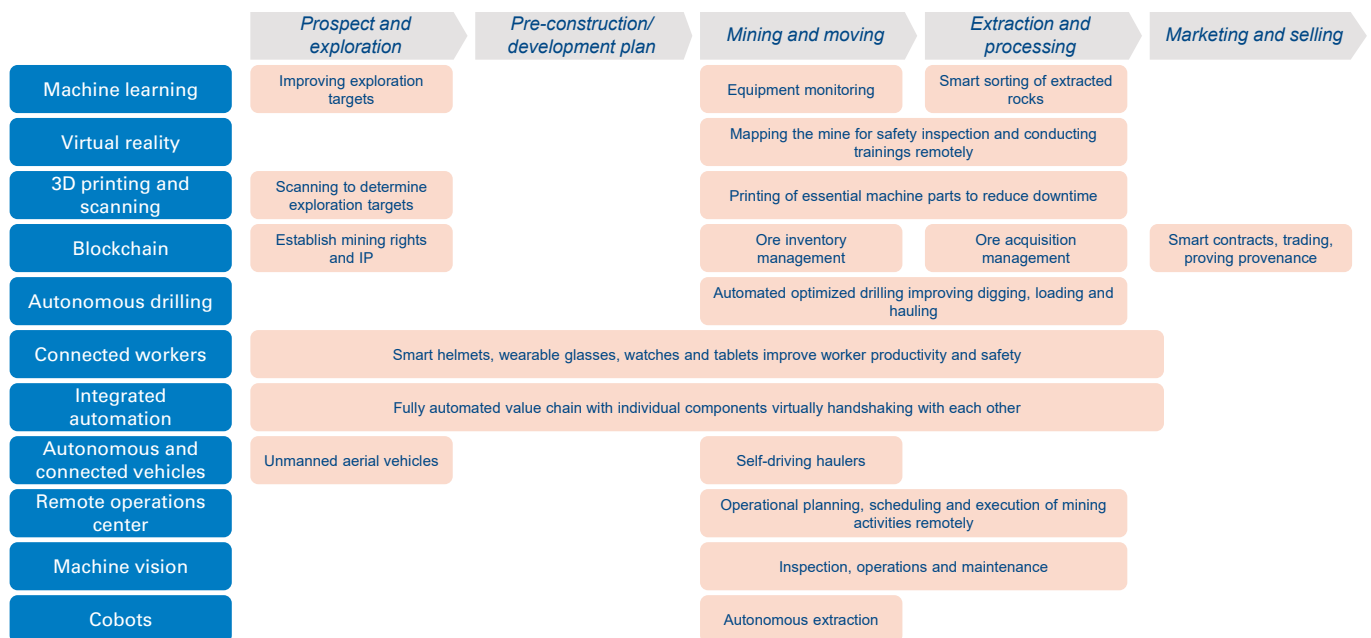 Prospect and
exploration
Pre-construction/
development plan
Mining and moving
Extraction and
processing
Marketing and selling
Machine learning
Improving exploration
targets
Equipment monitoring
Smart sorting of extracted
rocks
Virtual reality
Mapping the mine for safety inspection and conducting
trainings remotely
3D printing and
scanning
Scanning to determine
exploration targets
Printing of essential machine parts to reduce downtime
Blockchain
Establish mining rights
and IP
Ore inventory
management
Ore acquisition
management
Smart contracts, trading,
proving provenance
Autonomous drilling
Automated optimized drilling improving digging, loading and
hauling
Connected workers
Smart helmets, wearable glasses, watches and tablets improve worker productivity and safety
Integrated
automation
Fully automated value chain with individual components virtually handshaking with each other
Autonomous and
connected vehicles
Unmanned aerial vehicles
Self-driving haulers
Remote operations
center
Operational planning, scheduling and execution of mining
activities remotely
Machine vision
Inspection, operations and maintenance
Cobots
Autonomous extraction